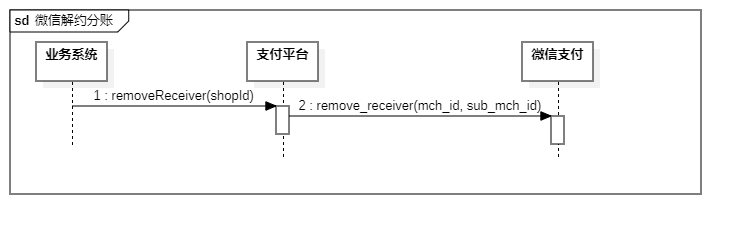 sd 微信解约分账
业务系统
支付平台
微信支付
1 : removeReceiver(shopId)
2 : remove_receiver(mch_id, sub_mch_id)